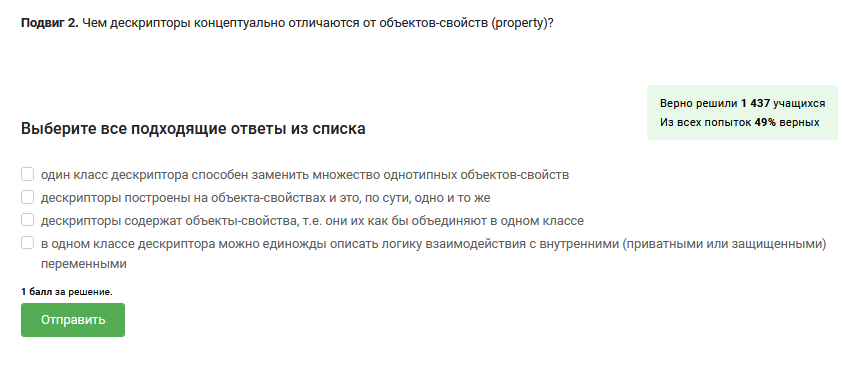 Подвиг 2. Чем дескрипторы концептуально отличаются от объектов-свойств (property)?
Верно решили 1 437 учащихся
Из всех попыток 49% верных
Выберите все подходящие ответы из списка
один класс дескриптора способен заменить множество однотипных объектов-свойств
дескрипторы построены на объекта-свойствах и это, по сути, одно и то же
дескрипторы содержат объекты-свойства, т.е. они их как бы объединяют в одном классе
в одном классе дескриптора можно единожды описать логику взаимодействия с внутренними (приватными или защищенными)
переменными
1 балл за решение.
Отправить